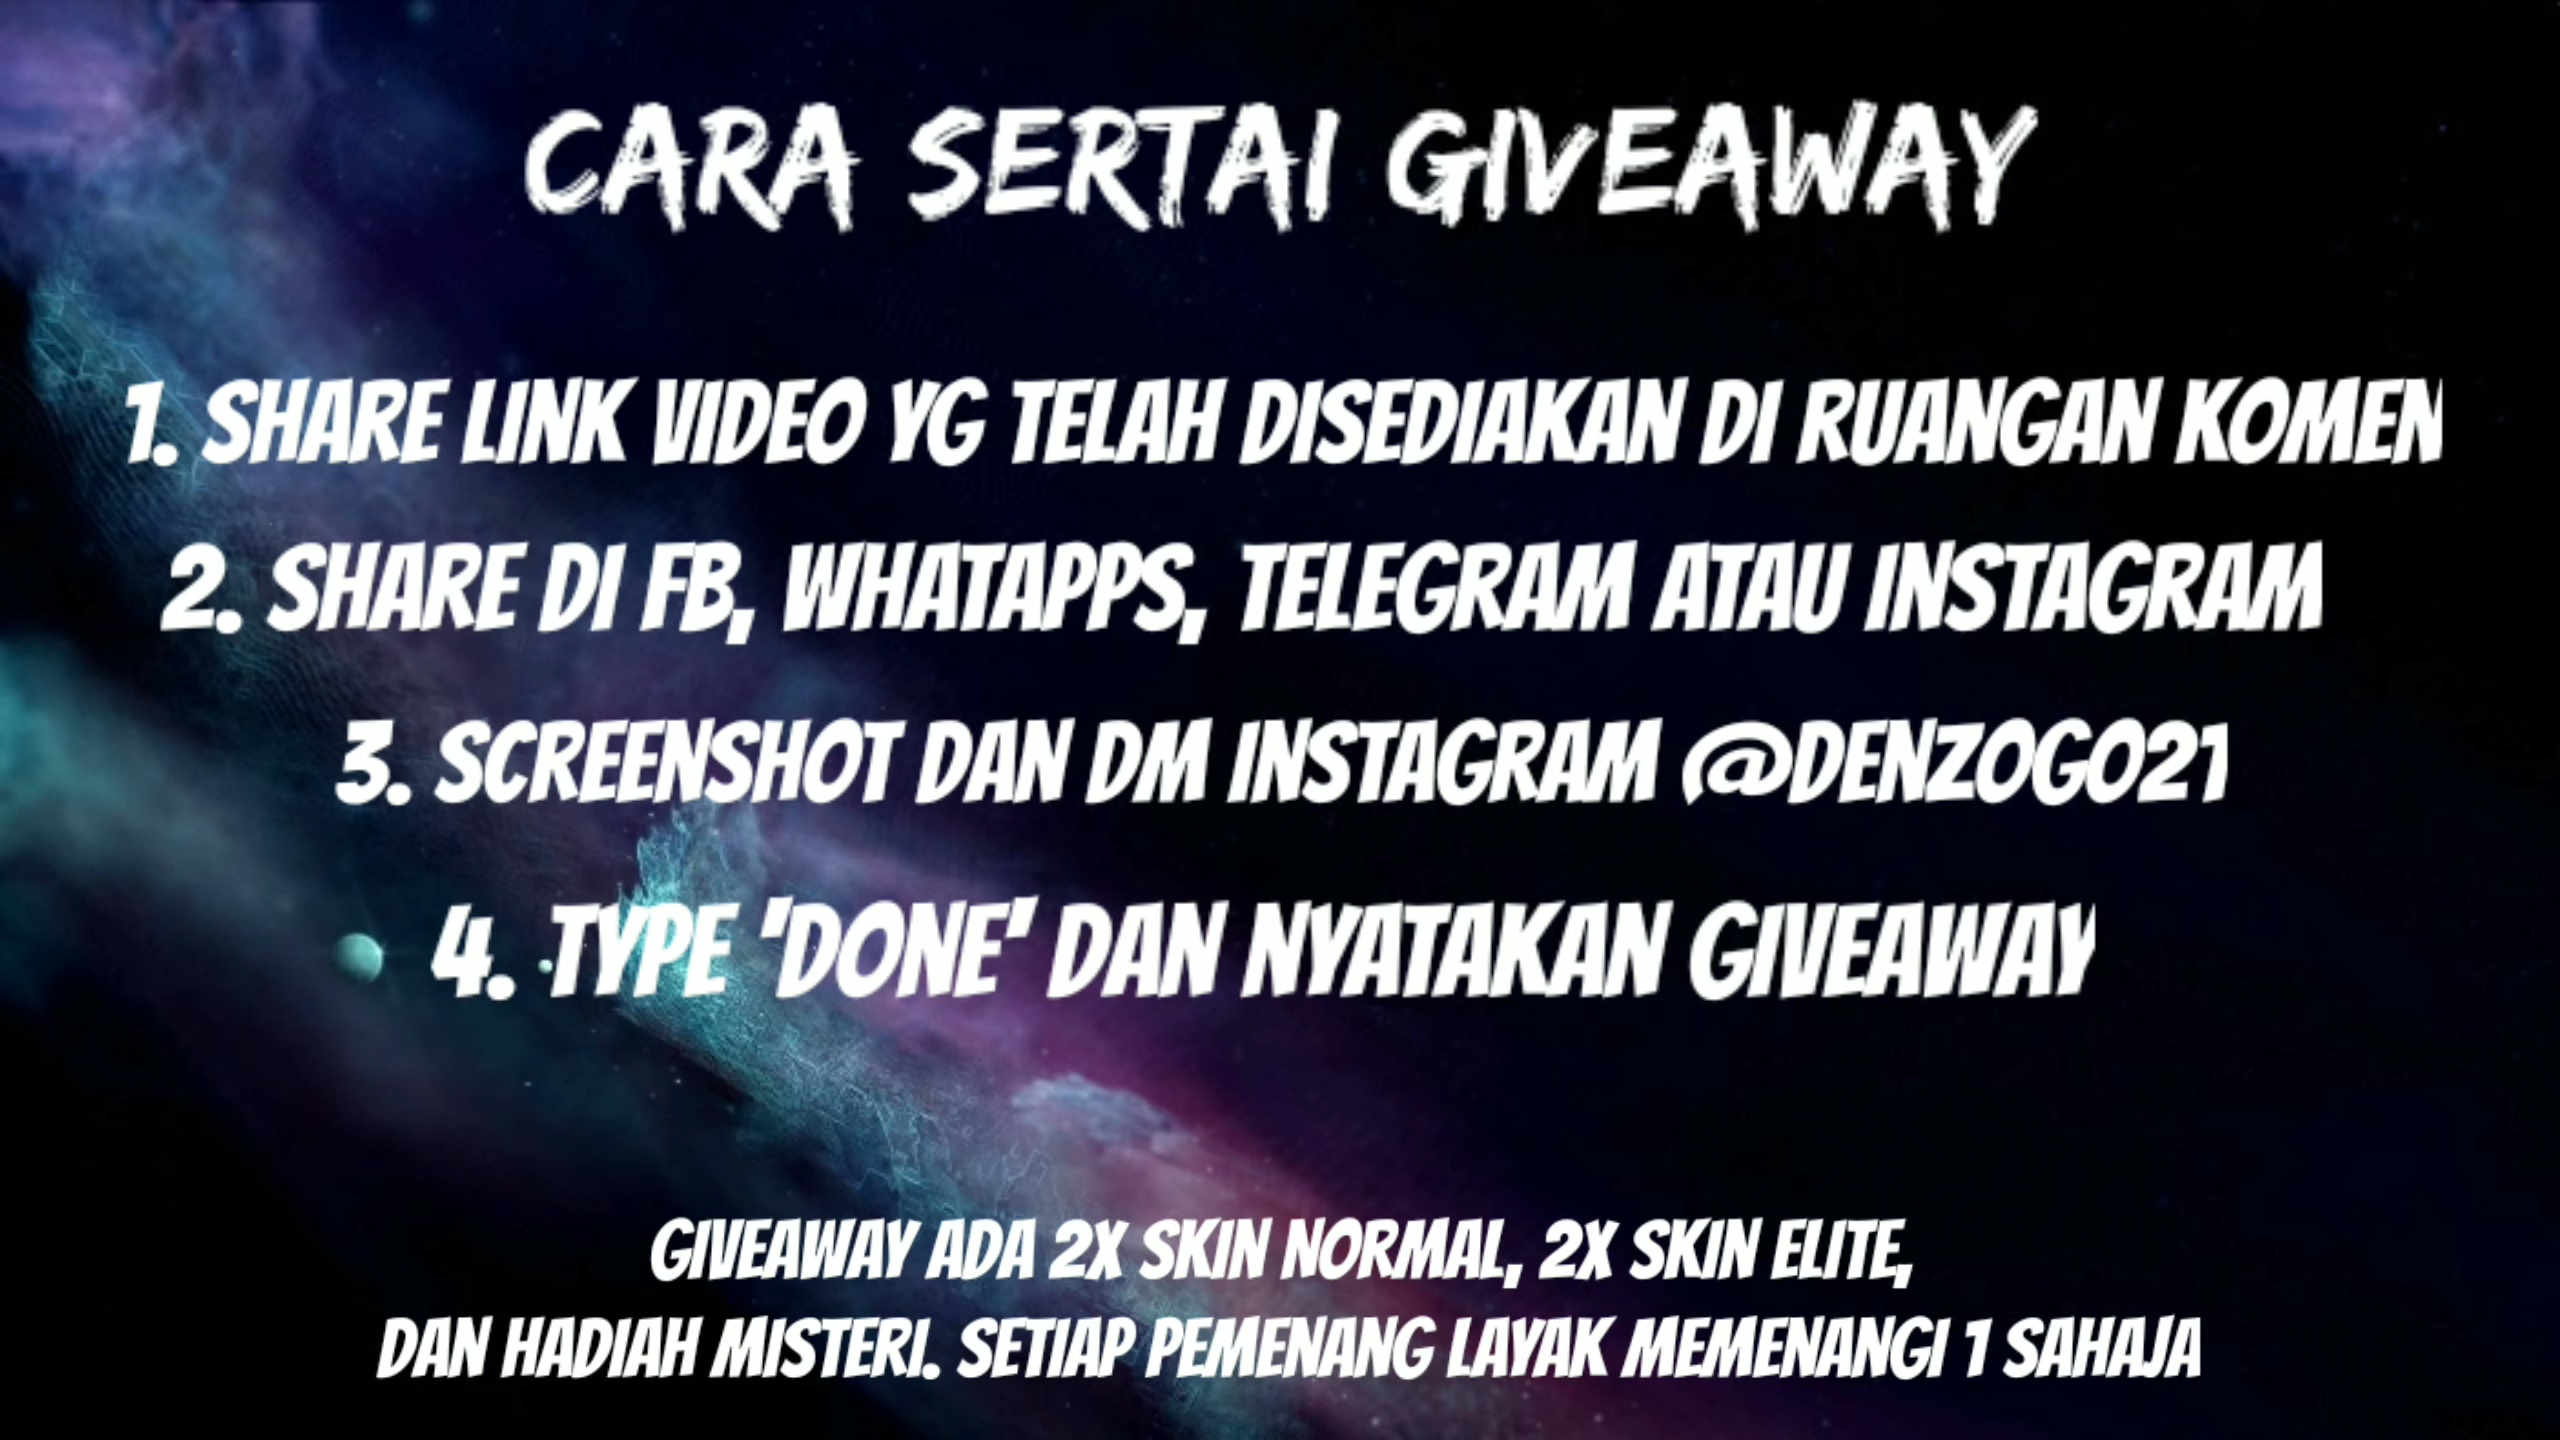 CARA SERTAI GIVEAWAY
1. SHARE LINK VIDEO YG TELAH DISEDIAKAN DI RUANGAN KOMEN
2. SHARE DI FB, WHATAPPS, TELEGRAM ATAU INSTAGRAM
3. SCREENSHOT DAN DM INSTAGRAM @DENZOGO21
4. TYPE 'DONE' DAN NYATAKAN GIVEAWAY
GIVEAWAY ADA 2X SKIN NORMAL, 2X SKIN ELITE,
DAN HADIAH MISTERI. SETIAP PEMENANG LAYAK MEMENANGI 1 SAHAJA